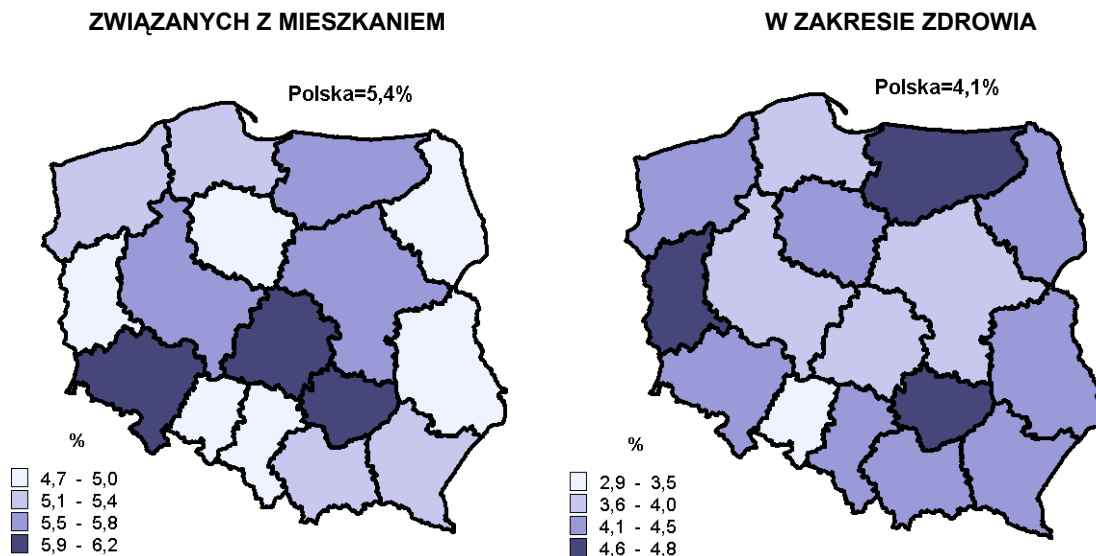 ZWIĄZANYCH Z MIESZKANIEM
Polska=5,4%
%
4,7 - 5,0
5,1 - 5,4
5,5 - 5,8
5,9 - 6,2
W ZAKRESIE ZDROWIA
Polska=4,1%
%
2,9 - 3,5
3,6 - 4,0
4,1 - 4,5
4,6 - 4,8